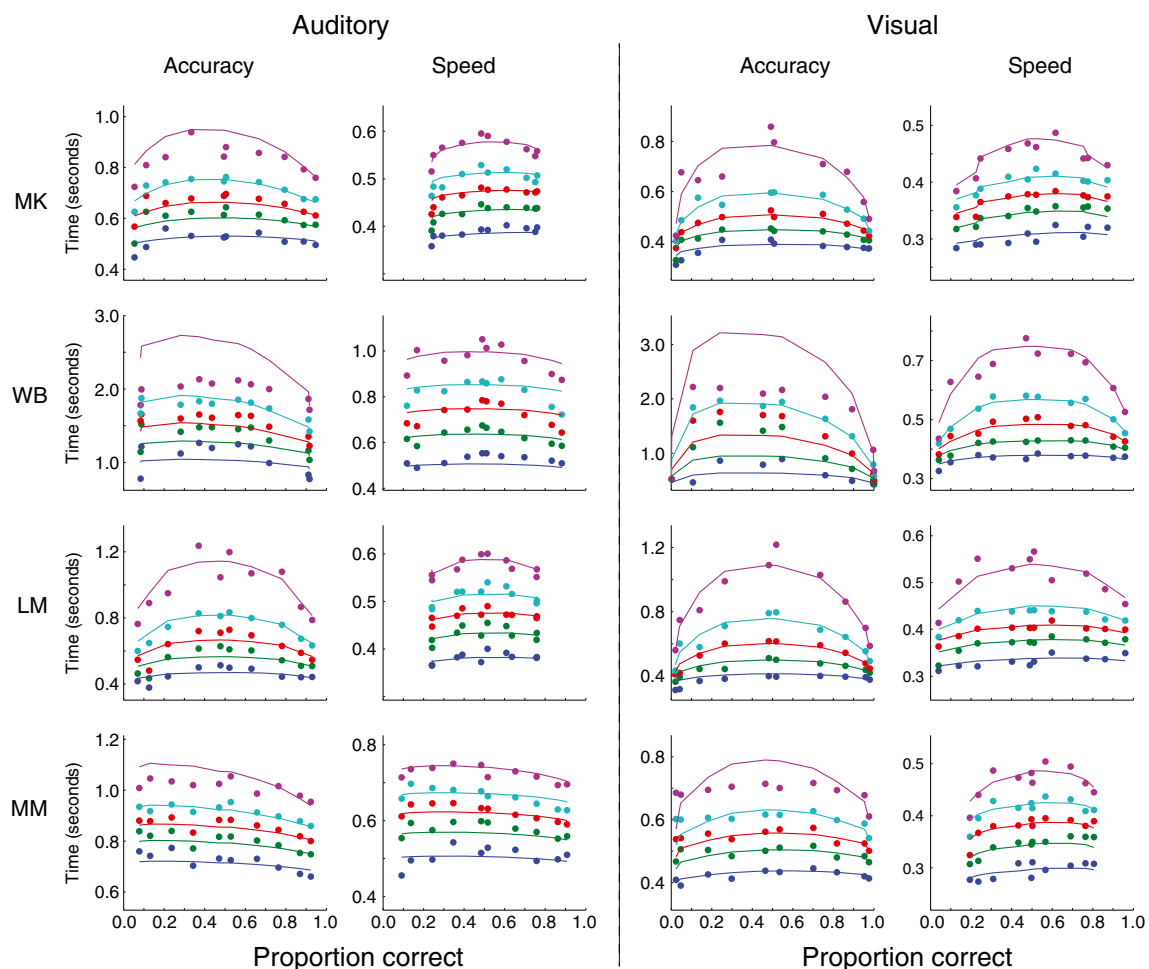 Auditory Visual
Accuracy Speed Accuracy Speed
MK
Time (seconds)
1.0 0.8 0.6 0.4
0.6 0.5 0.4
0.8 0.6 0.4
0.5 0.4 0.3
WB
Time (seconds)
3.0 2.0 1.0
1.0 0.8 0.6 0.4
3.0 2.0 1.0
0.7 0.5 0.3
LM
Time (seconds)
1.2 0.8 0.4
0.6 0.5 0.4
1.2 0.8 0.4
0.6 0.5 0.4 0.3
MM
Time (seconds)
1.2 1.0 0.8 0.6
0.8 0.6 0.4
0.8 0.6 0.4
0.5 0.4 0.3
0.0 0.2 0.4 0.6 0.8 1.0
0.0 0.2 0.4 0.6 0.8 1.0
0.0 0.2 0.4 0.6 0.8 1.0
0.0 0.2 0.4 0.6 0.8 1.0
Proportion correct Proportion correct